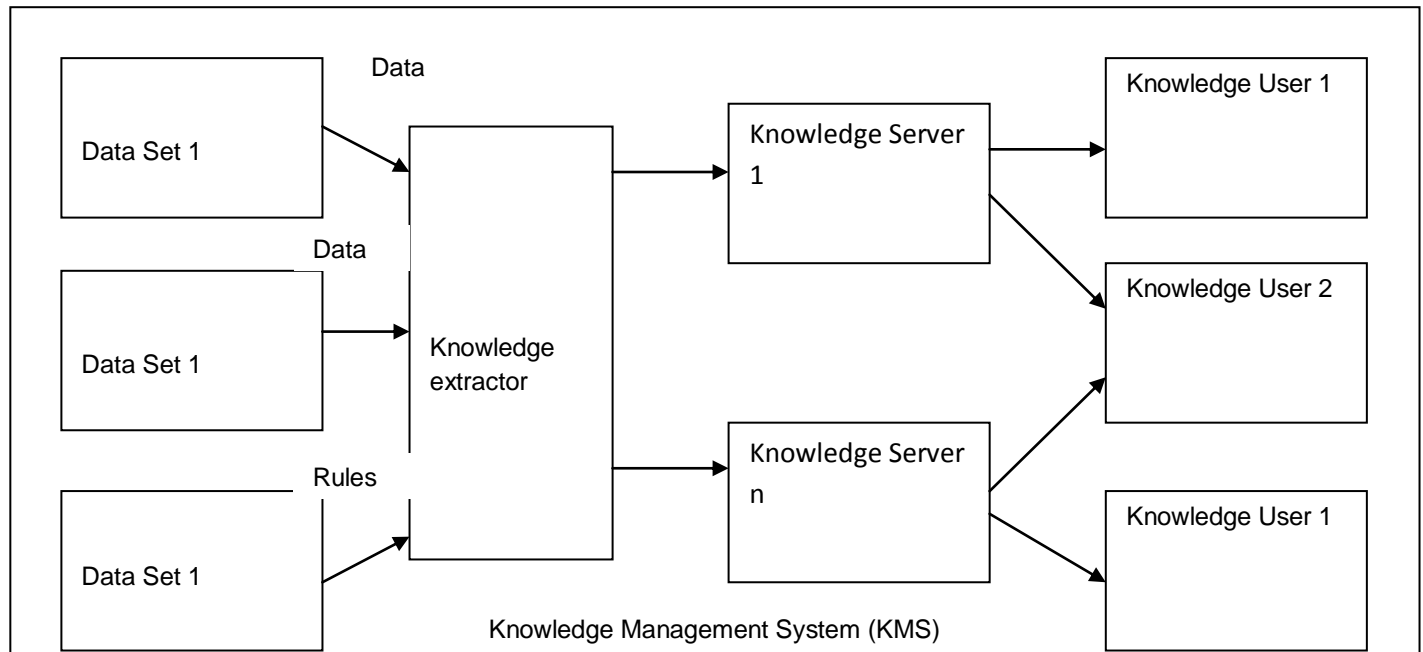 Data
Data Set 1
Data
Data Set 1
Rules
Data Set 1
Knowledge
extractor
Knowledge Server
1
Knowledge Server
n
Knowledge User 1
Knowledge User 2
Knowledge User 1
Knowledge Management System (KMS)